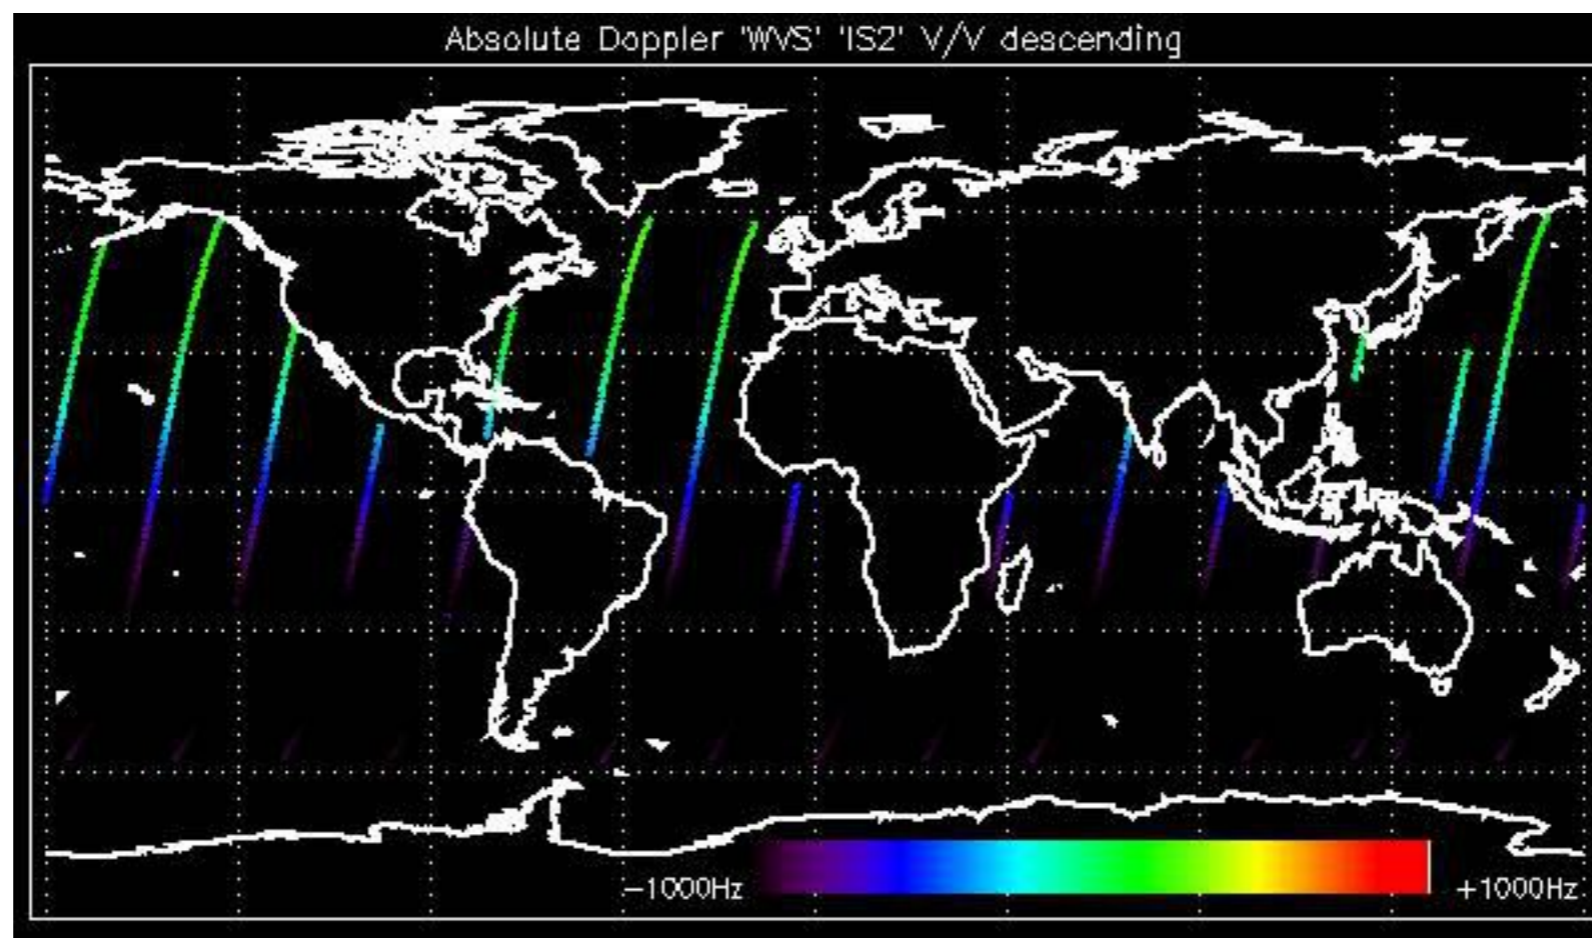 Absolute Doppler 'WVS' 'IS2' V/V descending
−1000Hz +1000Hz